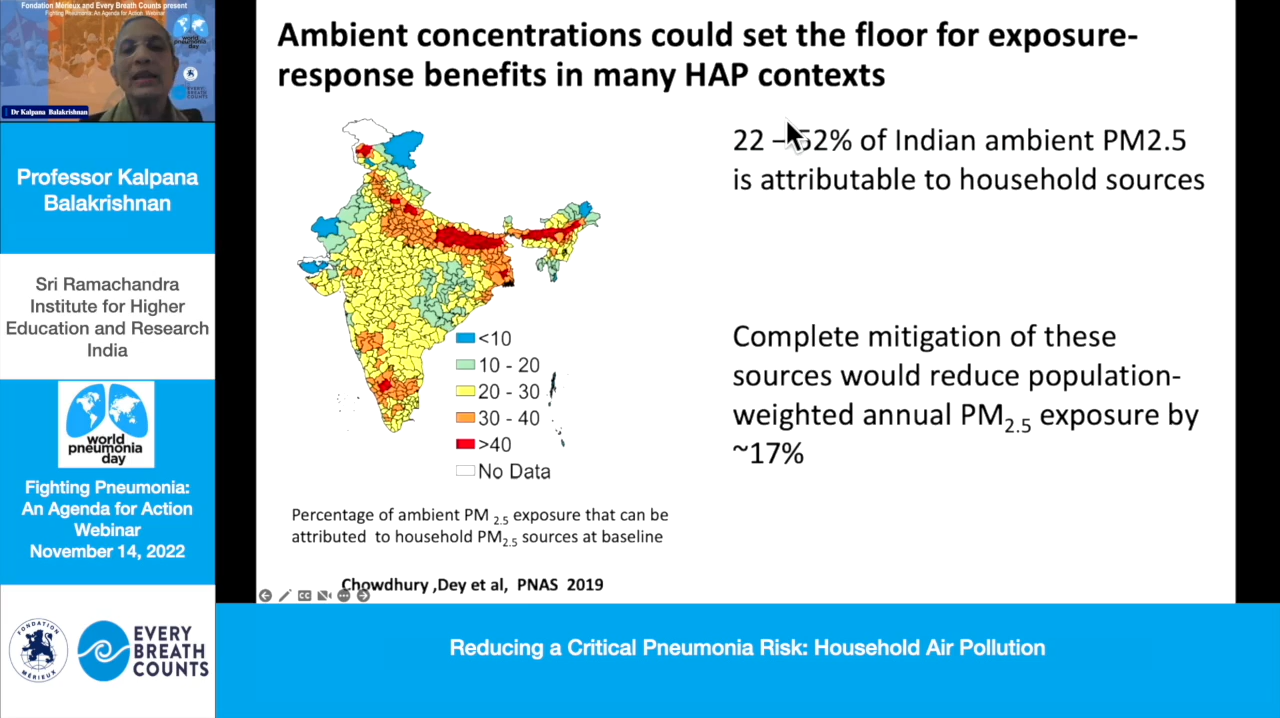 Fondation Mérieux and Every Breath Counts present
Fighting Pneumonia: An Agenda for Action Webinar
world
pneumonia
day
Dr Kalpana Balakrishnan
Professor Kalpana
Balakrishnan
Sri Ramachandra
Institute for Higher
Education and Research
India
world
pneumonia
day
Fighting Pneumonia:
An Agenda for Action
Webinar
November 14, 2022
FONDATION
MÉRIEUX
EVERY
BREATH
COUNTS
Ambient concentrations could set the floor for exposure-
response benefits in many HAP contexts
22 – 52% of Indian ambient PM2.5
is attributable to household sources
<10
10 - 20
20 - 30
30 - 40
>40
No Data
Complete mitigation of these
sources would reduce population-
weighted annual PM2.5 exposure by
~17%
Percentage of ambient PM 2.5 exposure that can be
attributed to household PM2.5 sources at baseline
Chowdhury ,Dey et al, PNAS 2019
Reducing a Critical Pneumonia Risk: Household Air Pollution